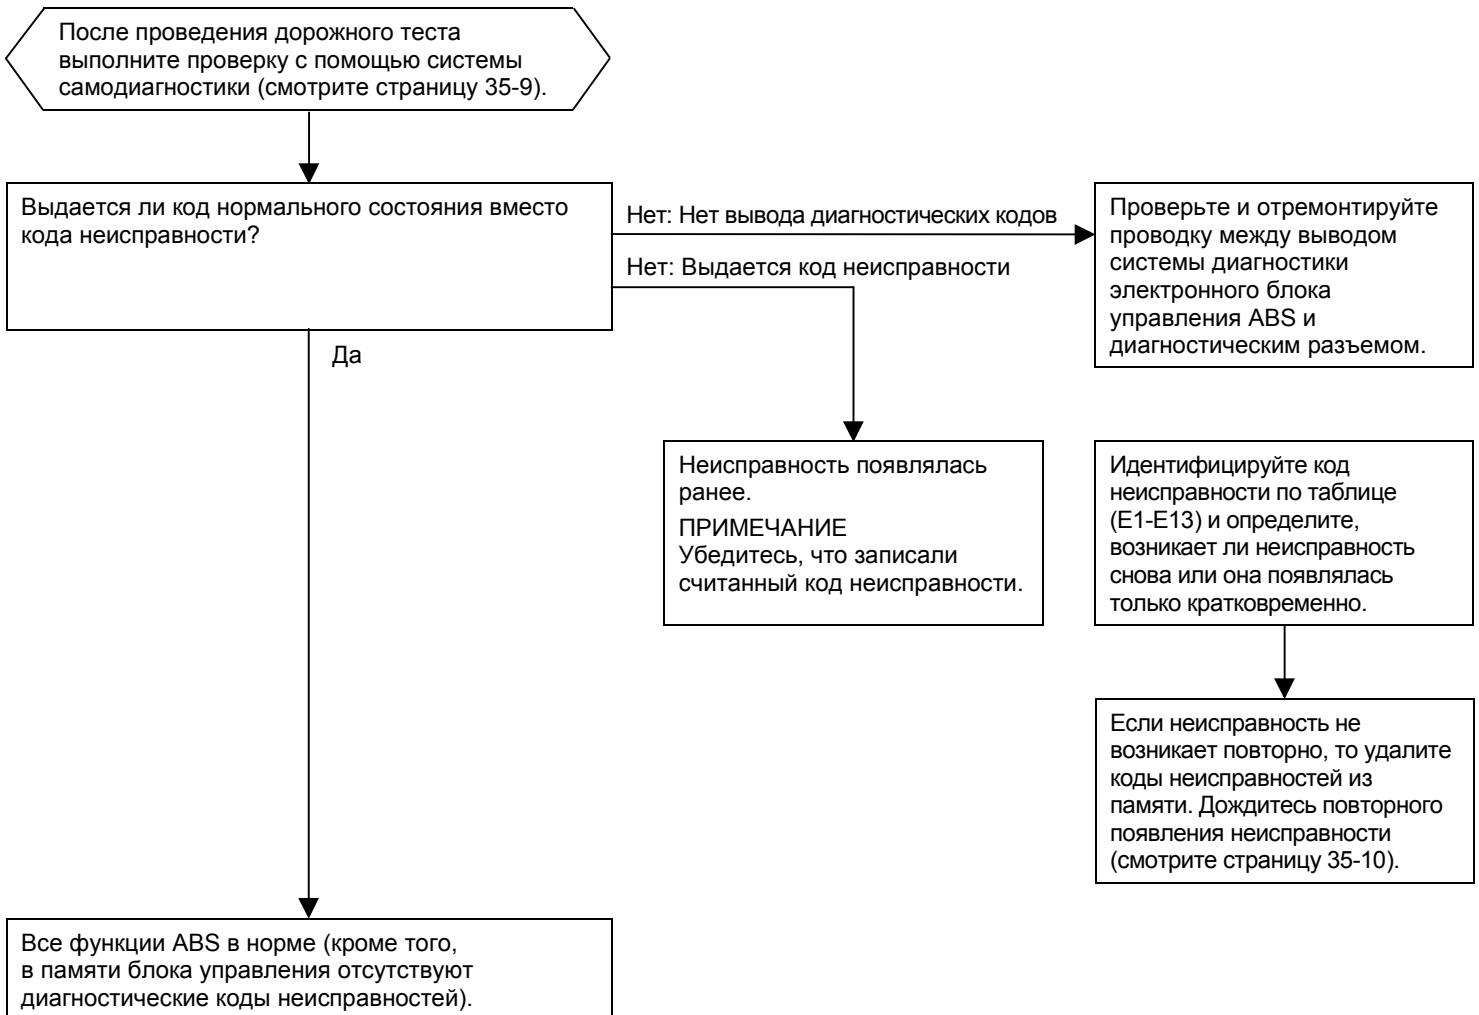 После проведения дорожного теста
выполните проверку с помощью системы
самодиагностики (смотрите страницу 35-9).
Выдается ли код нормального состояния вместо
кода неисправности?
Нет: Нет вывода диагностических кодов
Нет: Выдается код неисправности
Проверьте и отремонтируйте
проводку между выводом
системы диагностики
электронного блока
управления ABS и
диагностическим разъемом.
Да
Неисправность появлялась
ранее.
ПРИМЕЧАНИЕ
Убедитесь, что записали
считанный код неисправности.
Идентифицируйте код
неисправности по таблице
(E1-E13) и определите,
возникает ли неисправность
снова или она появлялась
только кратковременно.
Если неисправность не
возникает повторно, то удалите
коды неисправностей из
памяти. Дождитесь повторного
появления неисправности
(смотрите страницу 35-10).
Все функции ABS в норме (кроме того,
в памяти блока управления отсутствуют
диагностические коды неисправностей).